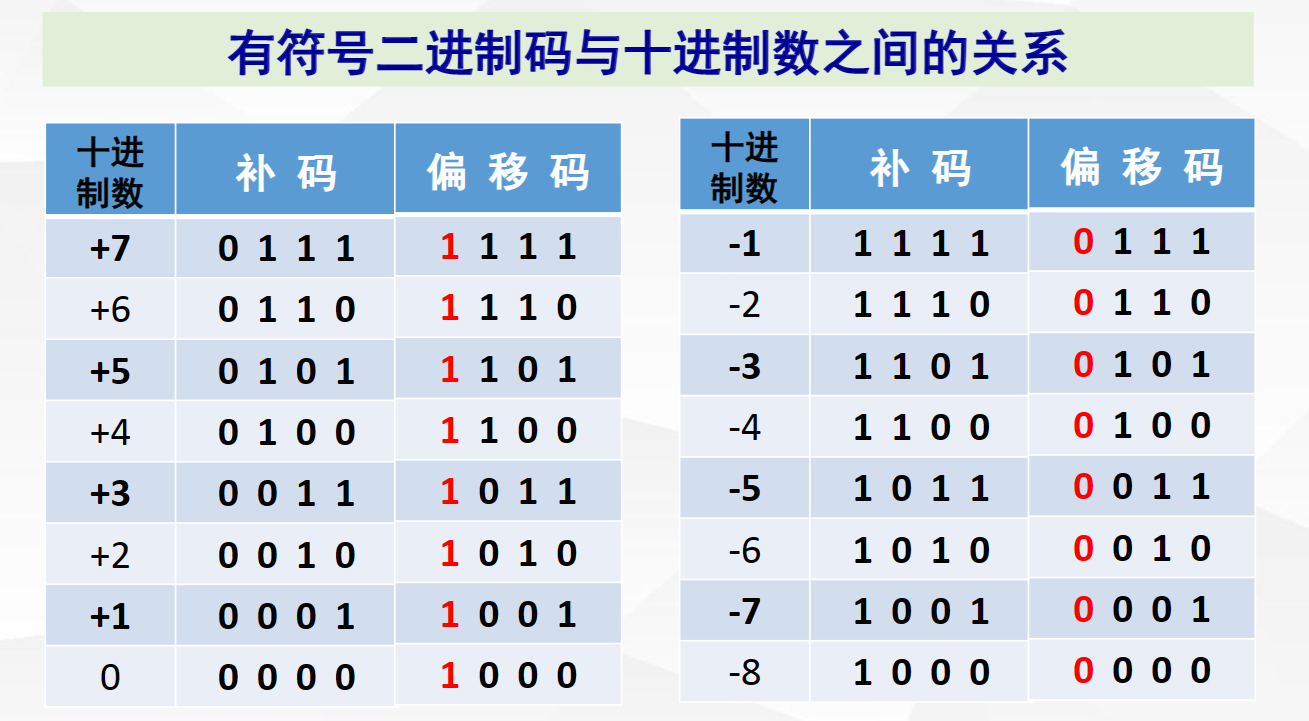 有符号二进制码与十进制数之间的关系
十进制数 补 码 偏 移 码
+7 0 1 1 1 1 1 1 1
+6 0 1 1 0 1 1 1 0
+5 0 1 0 1 1 1 0 1
+4 0 1 0 0 1 1 0 0
+3 0 0 1 1 1 0 1 1
+2 0 0 1 0 1 0 1 0
+1 0 0 0 1 1 0 0 1
0 0 0 0 0 1 0 0 0
十进制数 补 码 偏 移 码
-1 1 1 1 1 0 1 1 1
-2 1 1 1 0 0 1 1 0
-3 1 1 0 1 0 1 0 1
-4 1 1 0 0 0 1 0 0
-5 1 0 1 1 0 0 1 1
-6 1 0 1 0 0 0 1 0
-7 1 0 0 1 0 0 0 1
-8 1 0 0 0 0 0 0 0